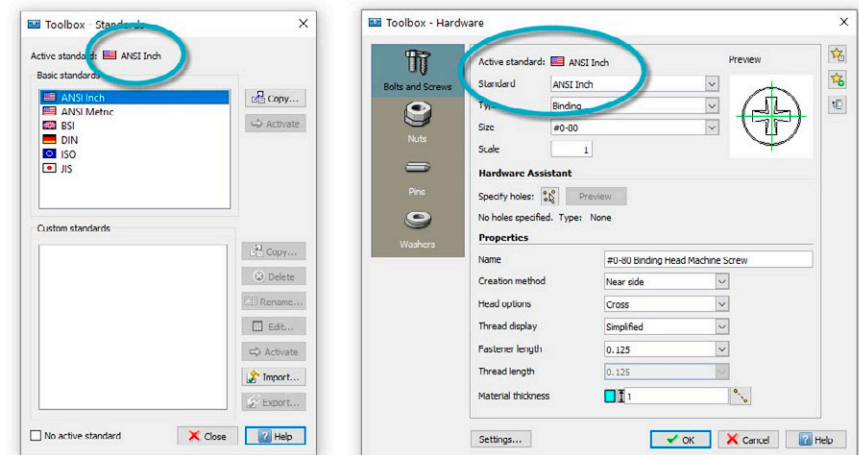 Toolbox - Standards
Active standard: ANSI Inch
Basic standards
ANSI Inch
ANSI Metric
BSI
DIN
ISO
JIS
Copy...
Activate
Custom standards
Copy...
Delete
Rename...
Edit...
Activate
Import...
Export...
No active standard
Close
Help
Toolbox - Hardware
Bolts and Screws
Nuts
Pins
Washers
Active standard: ANSI Inch
Preview
Standard ANSI Inch
Type Binding
Size #0-80
Scale 1
Hardware Assistant
Specify holes: Preview
No holes specified. Type: None
Properties
Name #0-80 Binding Head Machine Screw
Creation method Near side
Head options Cross
Thread display Simplified
Fastener length 0.125
Thread length 0.125
Material thickness 1
Settings...
OK
Cancel
Help